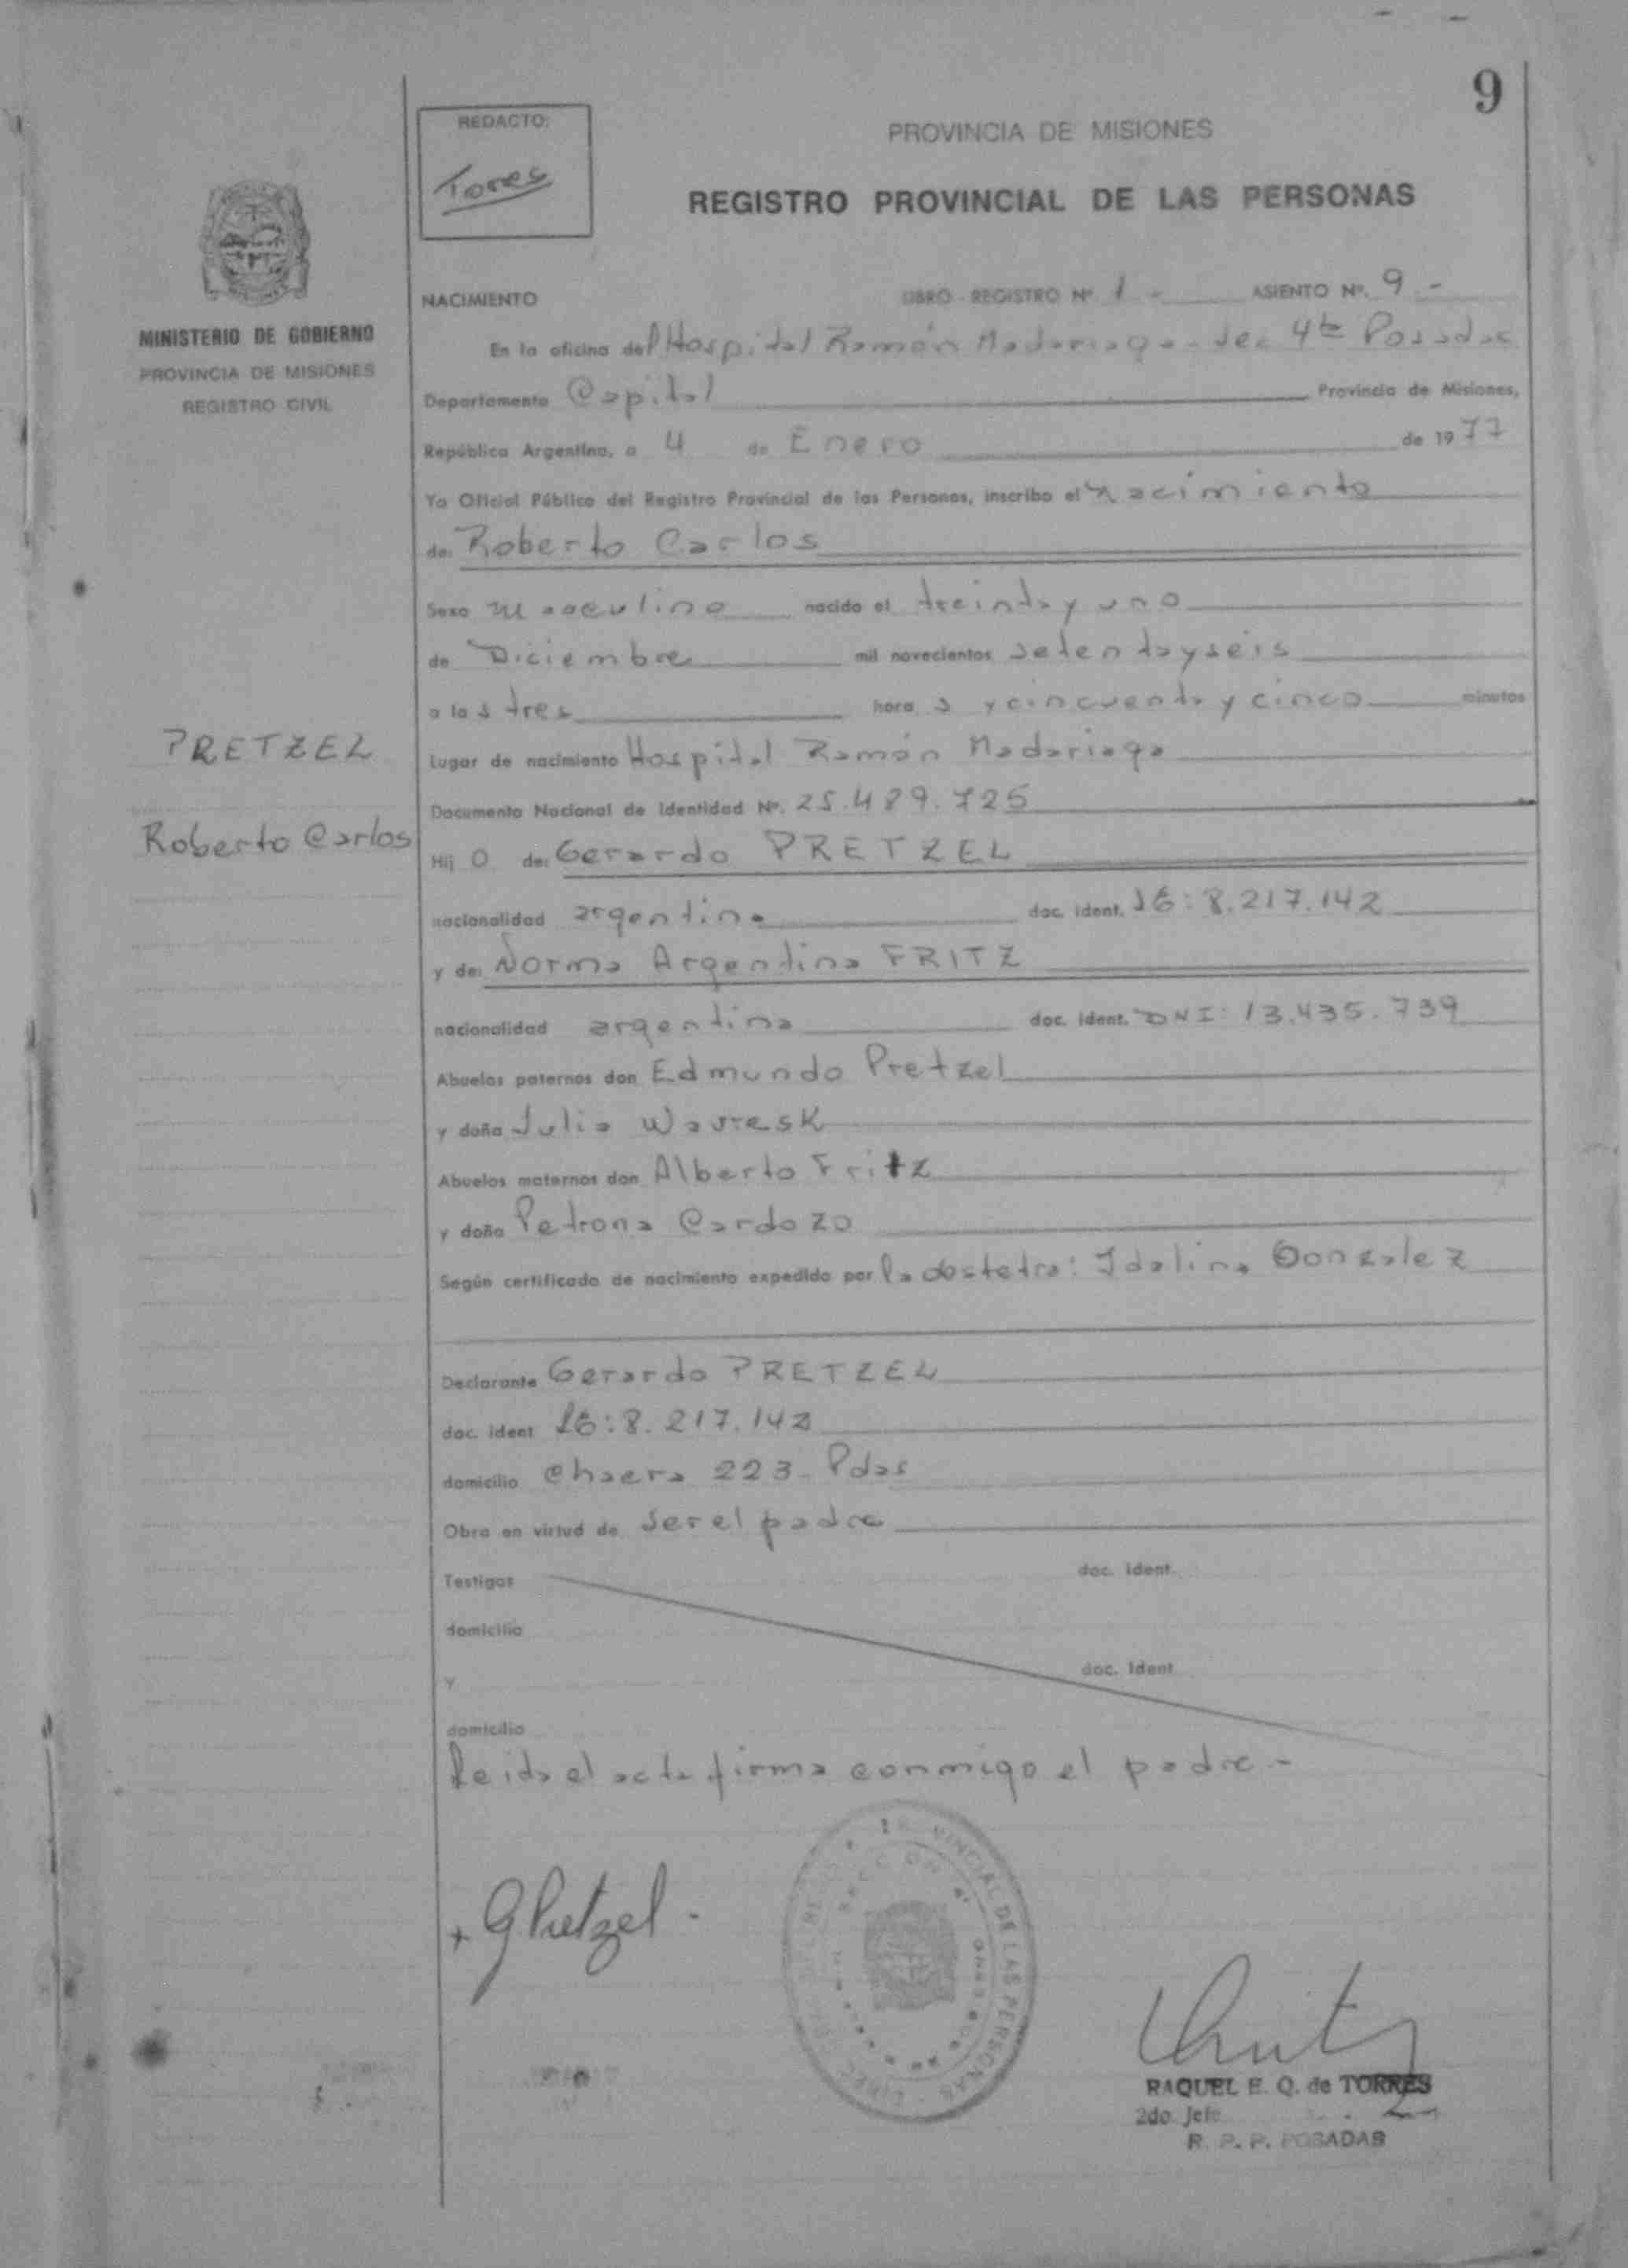 9
REDACTO:
Torres
PROVINCIA DE MISIONES
REGISTRO PROVINCIAL DE LAS PERSONAS
MINISTERIO DE GOBIERNO
PROVINCIA DE MISIONES
REGISTRO CIVIL
NACIMIENTO LIBRO - REGISTRO Nº 1 - ASIENTO Nº. 9 -
En la oficina del Hospital Ramón Madariaga - Sec 4ta Posadas
Departamento Capital Provincia de Misiones,
República Argentina, a 4 de Enero de 1977
Yo Oficial Público del Registro Provincial de las Personas, inscribo el Nacimiento
de: Roberto Carlos
Sexo masculino nacido el treinta y uno
de Diciembre mil novecientos setenta y seis
a las tres horas y cincuenta y cinco minutos
PRETZEL
Roberto Carlos
Lugar de nacimiento Hospital Ramón Madariaga
Documento Nacional de Identidad Nº. 25.489.725
Hijo de: Gerardo PRETZEL
nacionalidad argentina doc. ident. 8.217.142
y de: Norma Argentina FRITZ
nacionalidad argentina doc. ident. DNI: 13.435.739
Abuelos paternos don Edmundo Pretzel
y doña Julia
Abuelos maternos don Alberto Fritz
y doña Petrona Cardozo
Según certificado de nacimiento expedido por la obstetra: Idalina Gonzalez
Declarante Gerardo PRETZEL
doc. ident 8.217.142
domicilio Chacra 223 - Pdas
Obra en virtud de ser el padre
Testigos doc. ident.
domicilio
Y doc. ident
domicilio
Leida el acta firma conmigo el padre -
+ GPretzel -
RAQUEL E. Q. de TORRES
2do. Jefe
R. P. P. POSADAS